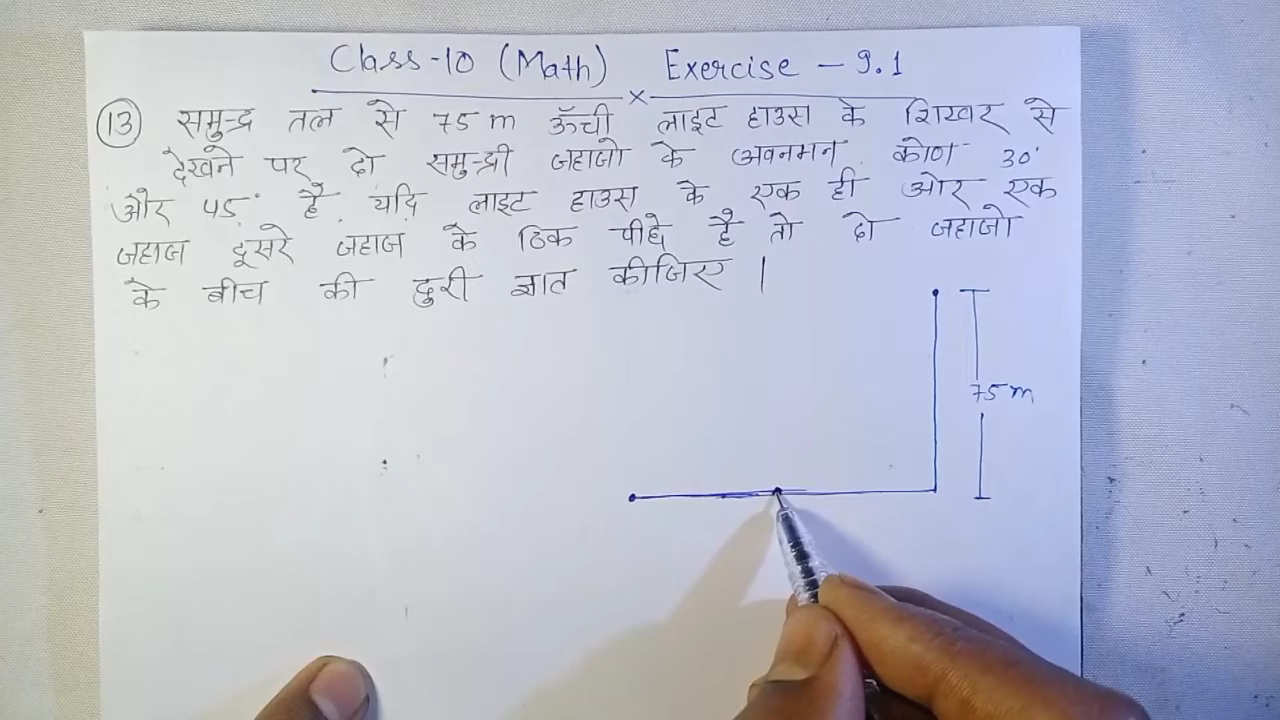 Class-10 (Math) Exercise - 9.1
(13) समुन्द्र तल से 75 m ऊँची लाइट हाउस के शिखर से
देखने पर दो समुन्द्री जहाजो के अवनमन कोण 30°
और 45° हैं यदि लाइट हाउस के एक ही ओर एक
जहाज दूसरे जहाज के ठिक पीछे है तो दो जहाजो
के बीच की दुरी ज्ञात कीजिए |
75 m